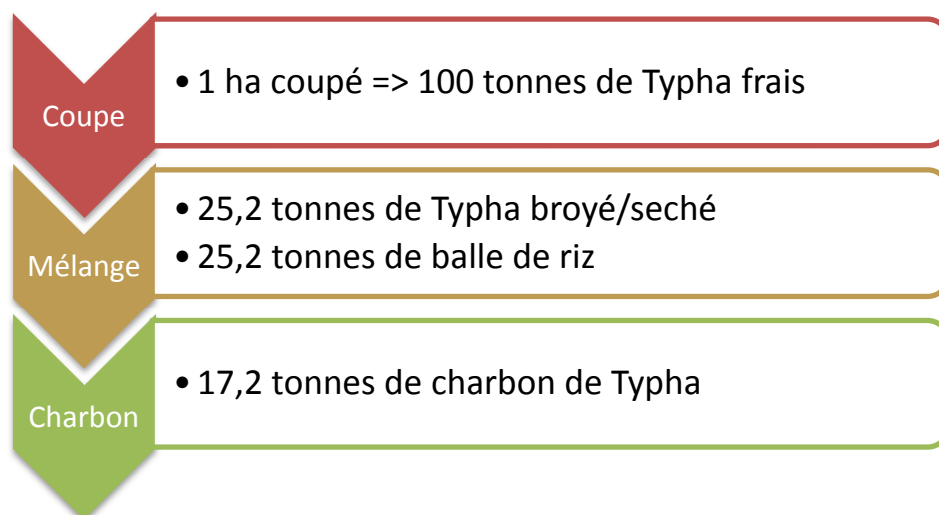 Coupe
• 1 ha coupé => 100 tonnes de Typha frais
Mélange
• 25,2 tonnes de Typha broyé/seché
• 25,2 tonnes de balle de riz
Charbon
• 17,2 tonnes de charbon de Typha